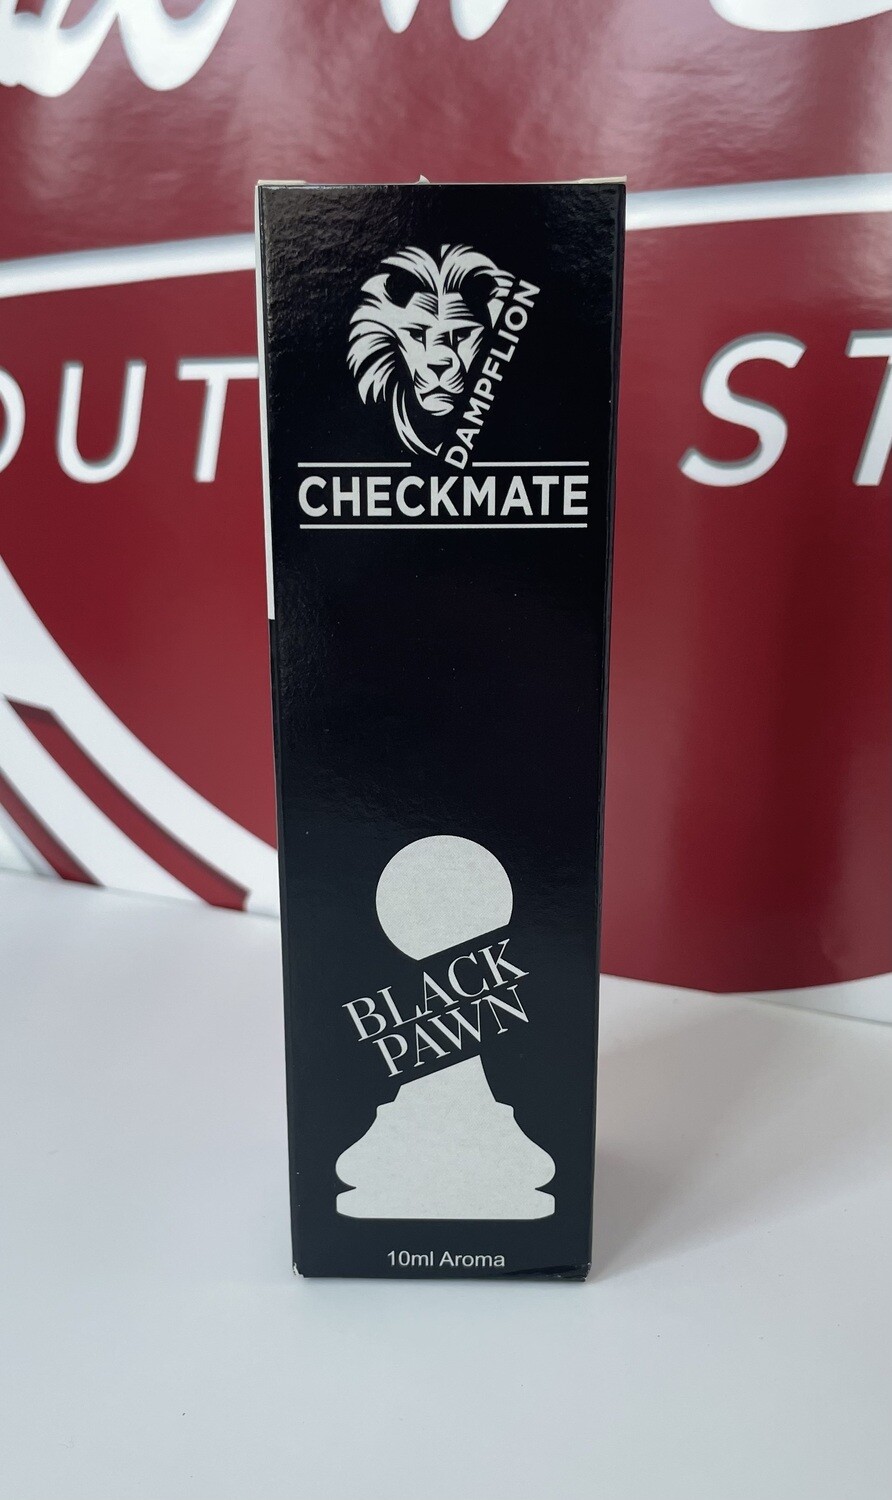 OUT
ST
DAMPFLION
CHECKMATE
BLACK
PAWN
10ml Aroma